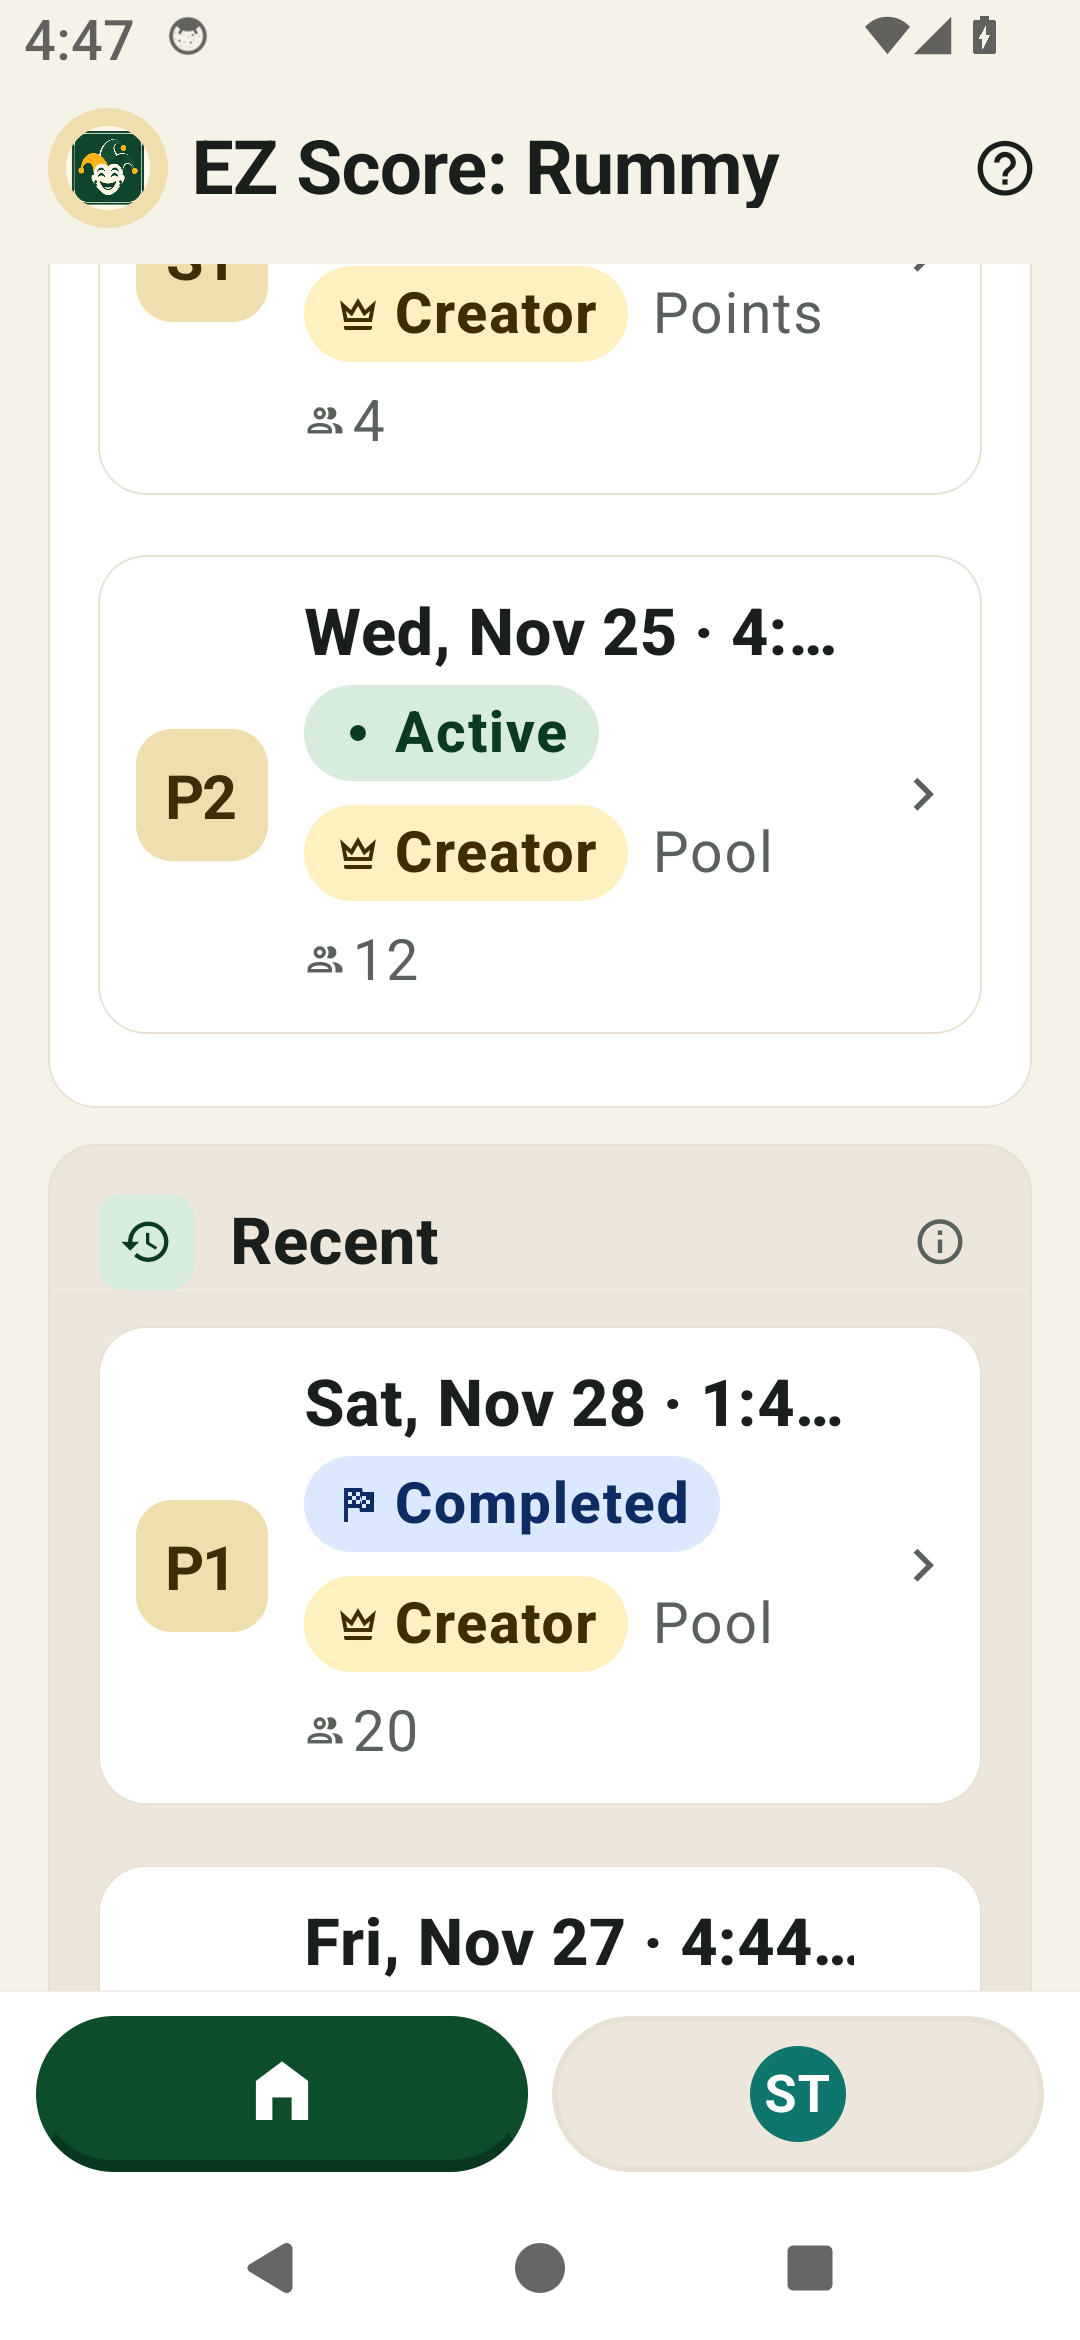 4:47
EZ Score: Rummy
Creator Points
4
Wed, Nov 25 · 4:...
Active
P2
Creator Pool
12
Recent
Sat, Nov 28 · 1:4...
Completed
P1
Creator Pool
20
Fri, Nov 27 · 4:44...
ST